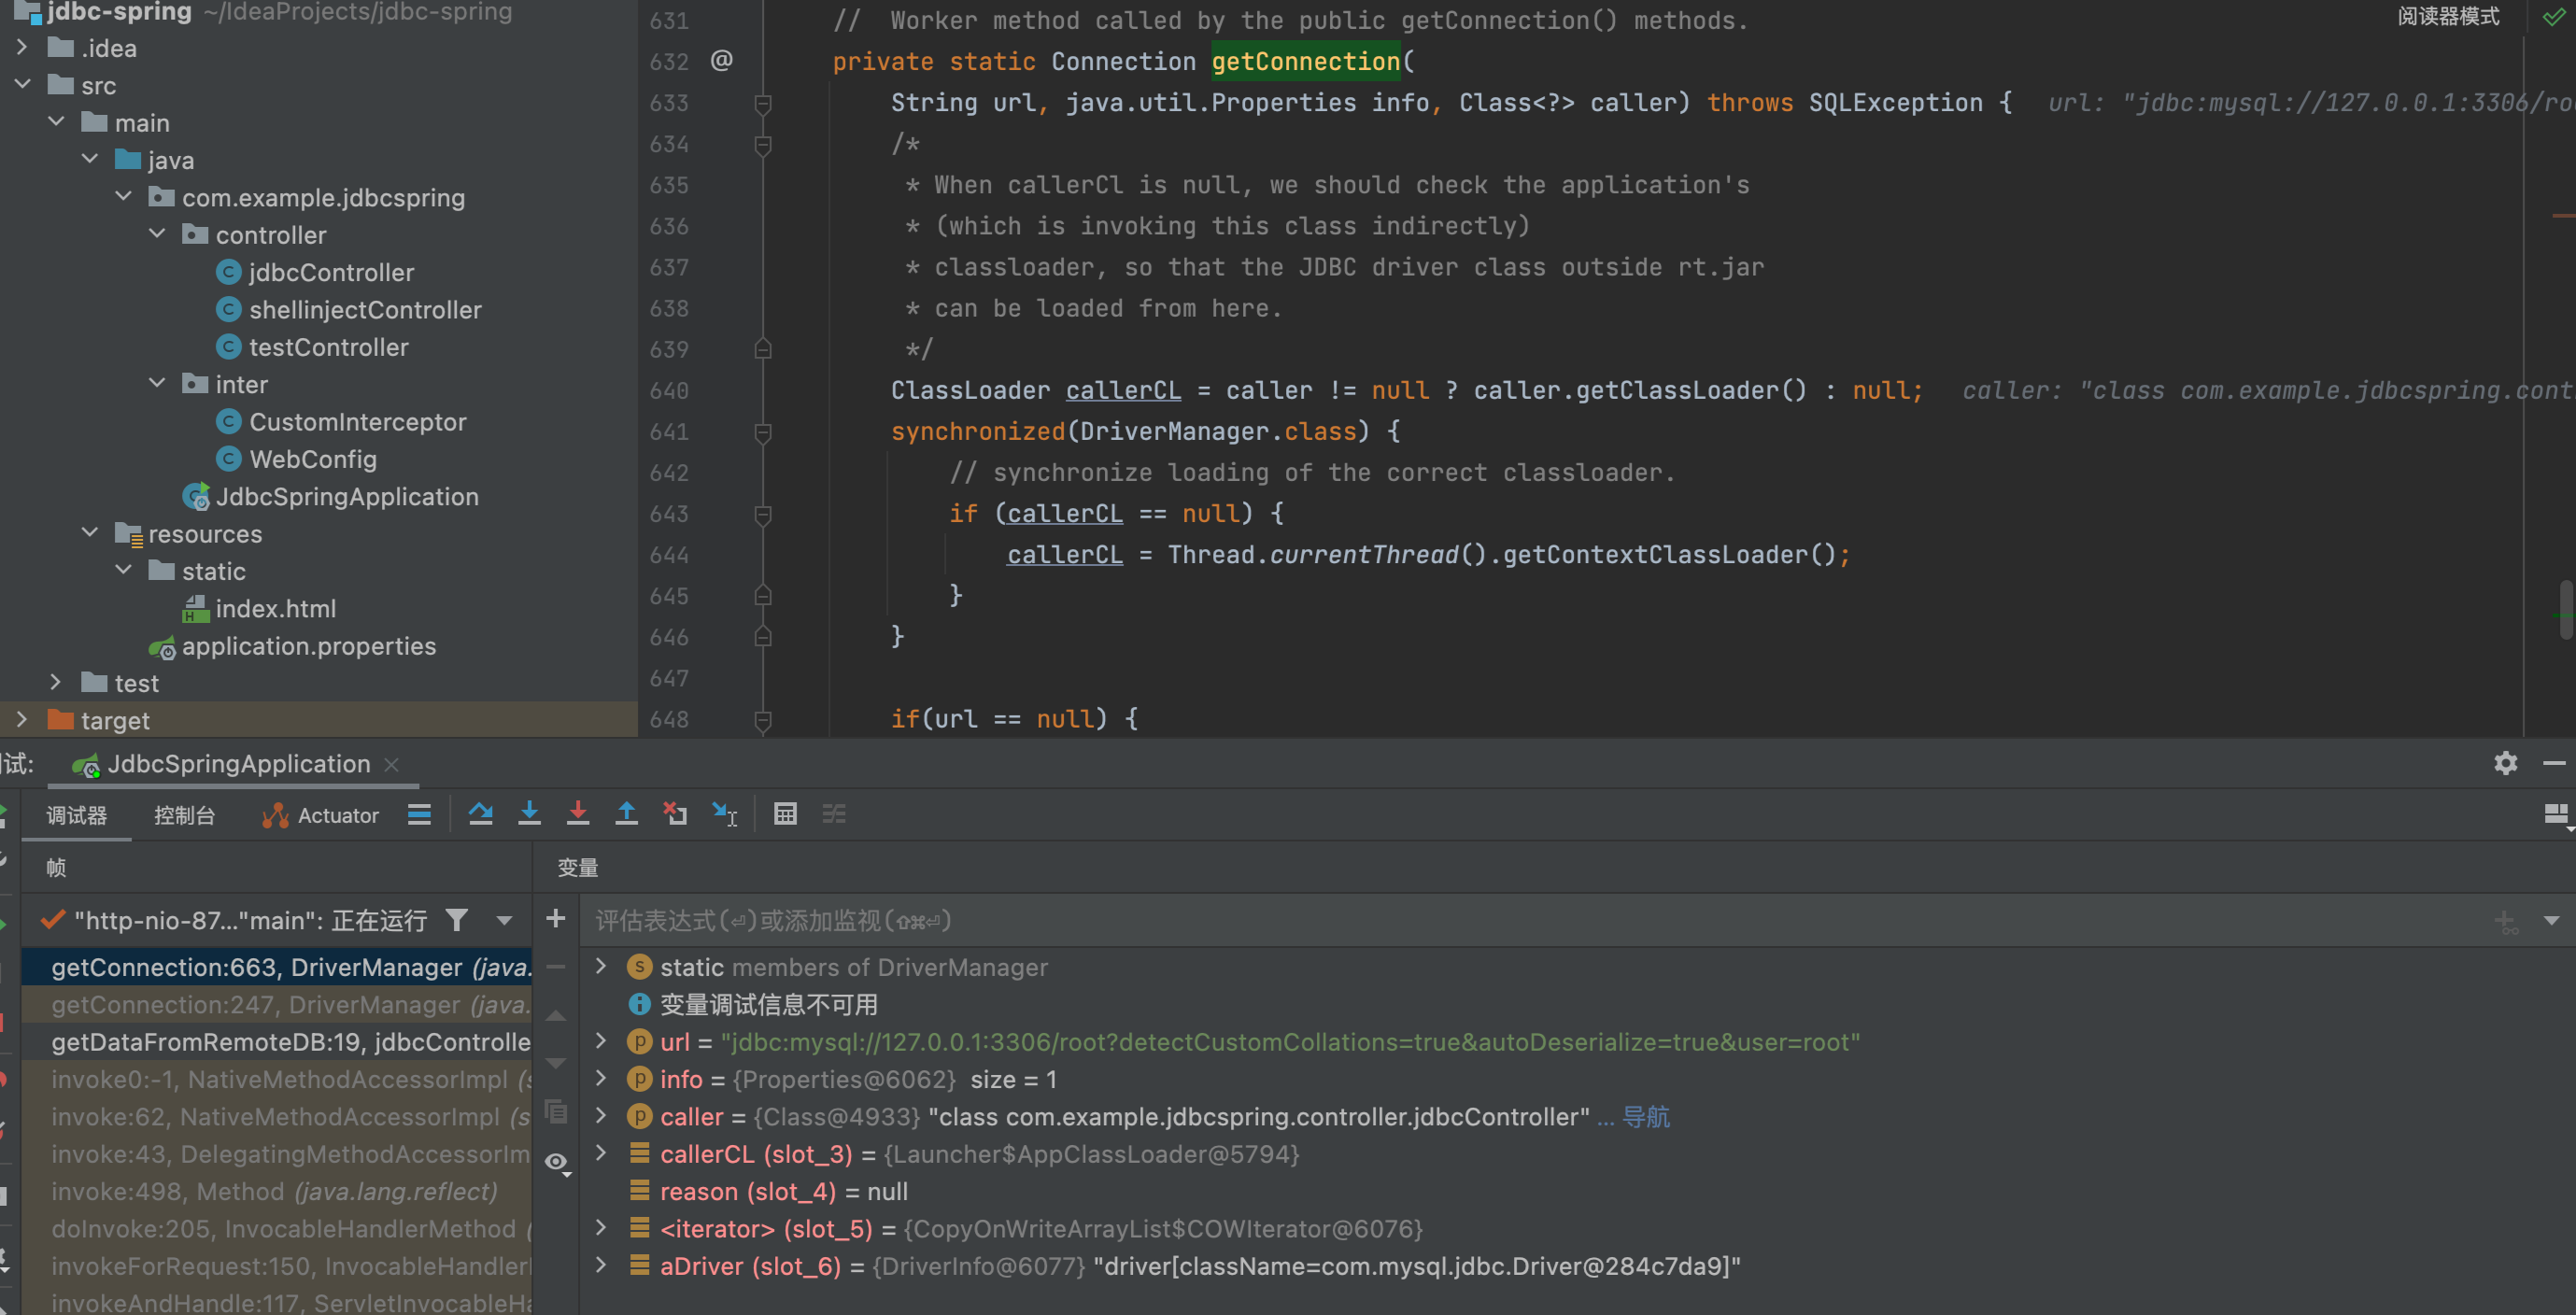 jdbc-spring ~/IdeaProjects/jdbc-spring
.idea
src
main
java
com.example.jdbcspring
controller
jdbcController
shellinjectController
testController
inter
CustomInterceptor
WebConfig
JdbcSpringApplication
resources
static
index.html
application.properties
test
target
阅读器模式
631 // Worker method called by the public getConnection() methods.
632 @ private static Connection getConnection(
633 String url, java.util.Properties info, Class<?> caller) throws SQLException { url: "jdbc:mysql://127.0.0.1:3306/ro
634 /*
635 * When callerCl is null, we should check the application's
636 * (which is invoking this class indirectly)
637 * classloader, so that the JDBC driver class outside rt.jar
638 * can be loaded from here.
639 */
640 ClassLoader callerCL = caller != null ? caller.getClassLoader() : null; caller: "class com.example.jdbcspring.cont
641 synchronized(DriverManager.class) {
642 // synchronize loading of the correct classloader.
643 if (callerCL == null) {
644 callerCL = Thread.currentThread().getContextClassLoader();
645 }
646 }
647
648 if(url == null) {
试: JdbcSpringApplication
调试器 控制台 Actuator
帧
变量
"http-nio-87..."main": 正在运行
评估表达式(⏎)或添加监视(⇧⌘⏎)
getConnection:663, DriverManager (java.
getConnection:247, DriverManager (java.
getDataFromRemoteDB:19, jdbcControlle
invoke0:-1, NativeMethodAccessorImpl (s
invoke:62, NativeMethodAccessorImpl (s
invoke:43, DelegatingMethodAccessorIm
invoke:498, Method (java.lang.reflect)
doInvoke:205, InvocableHandlerMethod (
invokeForRequest:150, InvocableHandler
invokeAndHandle:117, ServletInvocableHa
static members of DriverManager
变量调试信息不可用
url = "jdbc:mysql://127.0.0.1:3306/root?detectCustomCollations=true&autoDeserialize=true&user=root"
info = {Properties@6062} size = 1
caller = {Class@4933} "class com.example.jdbcspring.controller.jdbcController" ... 导航
callerCL (slot_3) = {Launcher$AppClassLoader@5794}
reason (slot_4) = null
<iterator> (slot_5) = {CopyOnWriteArrayList$COWIterator@6076}
aDriver (slot_6) = {DriverInfo@6077} "driver[className=com.mysql.jdbc.Driver@284c7da9]"